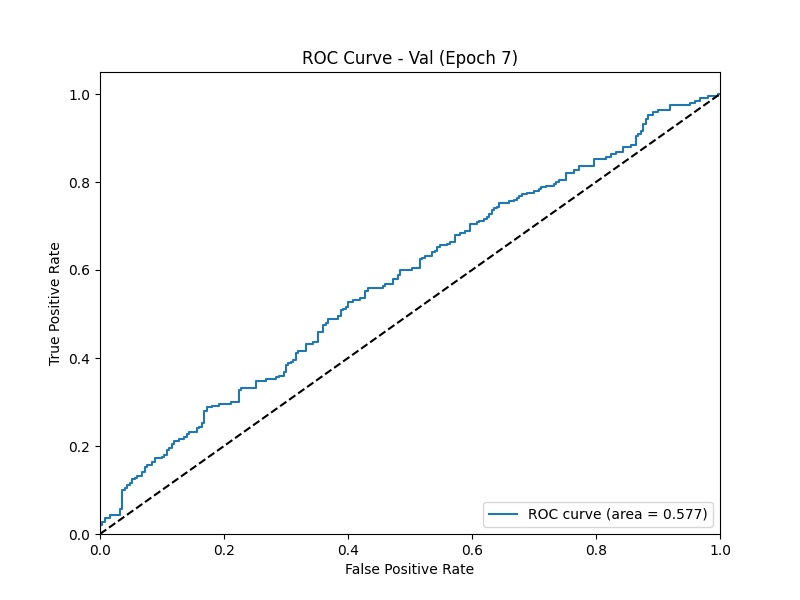 ROC Curve - Val (Epoch 7)
True Positive Rate
1.0
0.8
0.6
0.4
0.2
0.0
0.0 0.2 0.4 0.6 0.8 1.0
False Positive Rate
ROC curve (area = 0.577)